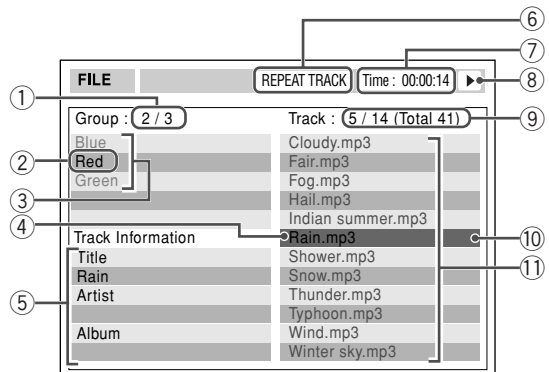 ⑥
⑦
FILE REPEAT TRACK Time : 00:00:14 ⑧
①
Group : 2 / 3 Track : 5 / 14 (Total 41) ⑨
Blue Cloudy.mp3
② Red Fair.mp3
Green Fog.mp3
③ Hail.mp3
④ Indian summer.mp3
Track Information Rain.mp3 ⑩
Title Shower.mp3 ⑪
Rain Snow.mp3
⑤ Artist Thunder.mp3
Typhoon.mp3
Album Wind.mp3
Winter sky.mp3